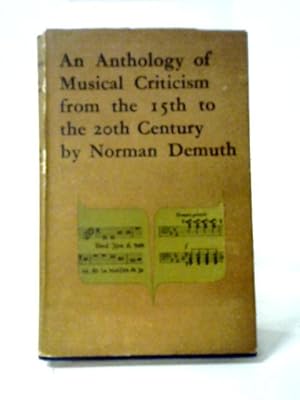 An Anthology of
Musical Criticism
from the 15th to
the 20th Century
by Norman Demuth